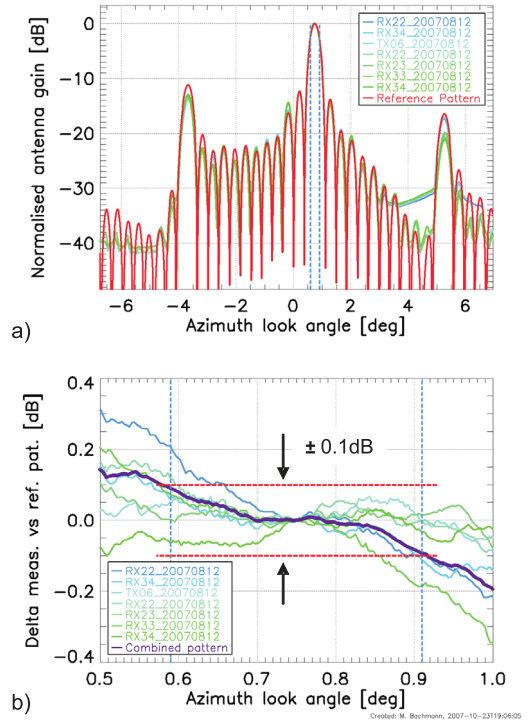 0
-10
-20
-30
-40
Normalised antenna gain [dB]
RX22_20070812
RX34_20070812
TX06_20070812
RX22_20070812
RX23_20070812
RX33_20070812
RX34_20070812
Reference Pattern
-6 -4 -2 0 2 4 6
Azimuth look angle [deg]
a)
0.4
0.2
0.0
-0.2
-0.4
Delta meas. vs ref. pat. [dB]
± 0.1dB
RX22_20070812
RX34_20070812
TX06_20070812
RX22_20070812
RX23_20070812
RX33_20070812
RX34_20070812
Combined pattern
0.5 0.6 0.7 0.8 0.9 1.0
Azimuth look angle [deg]
b)
Created: M. Bachmann, 2007-10-23T19:06:05